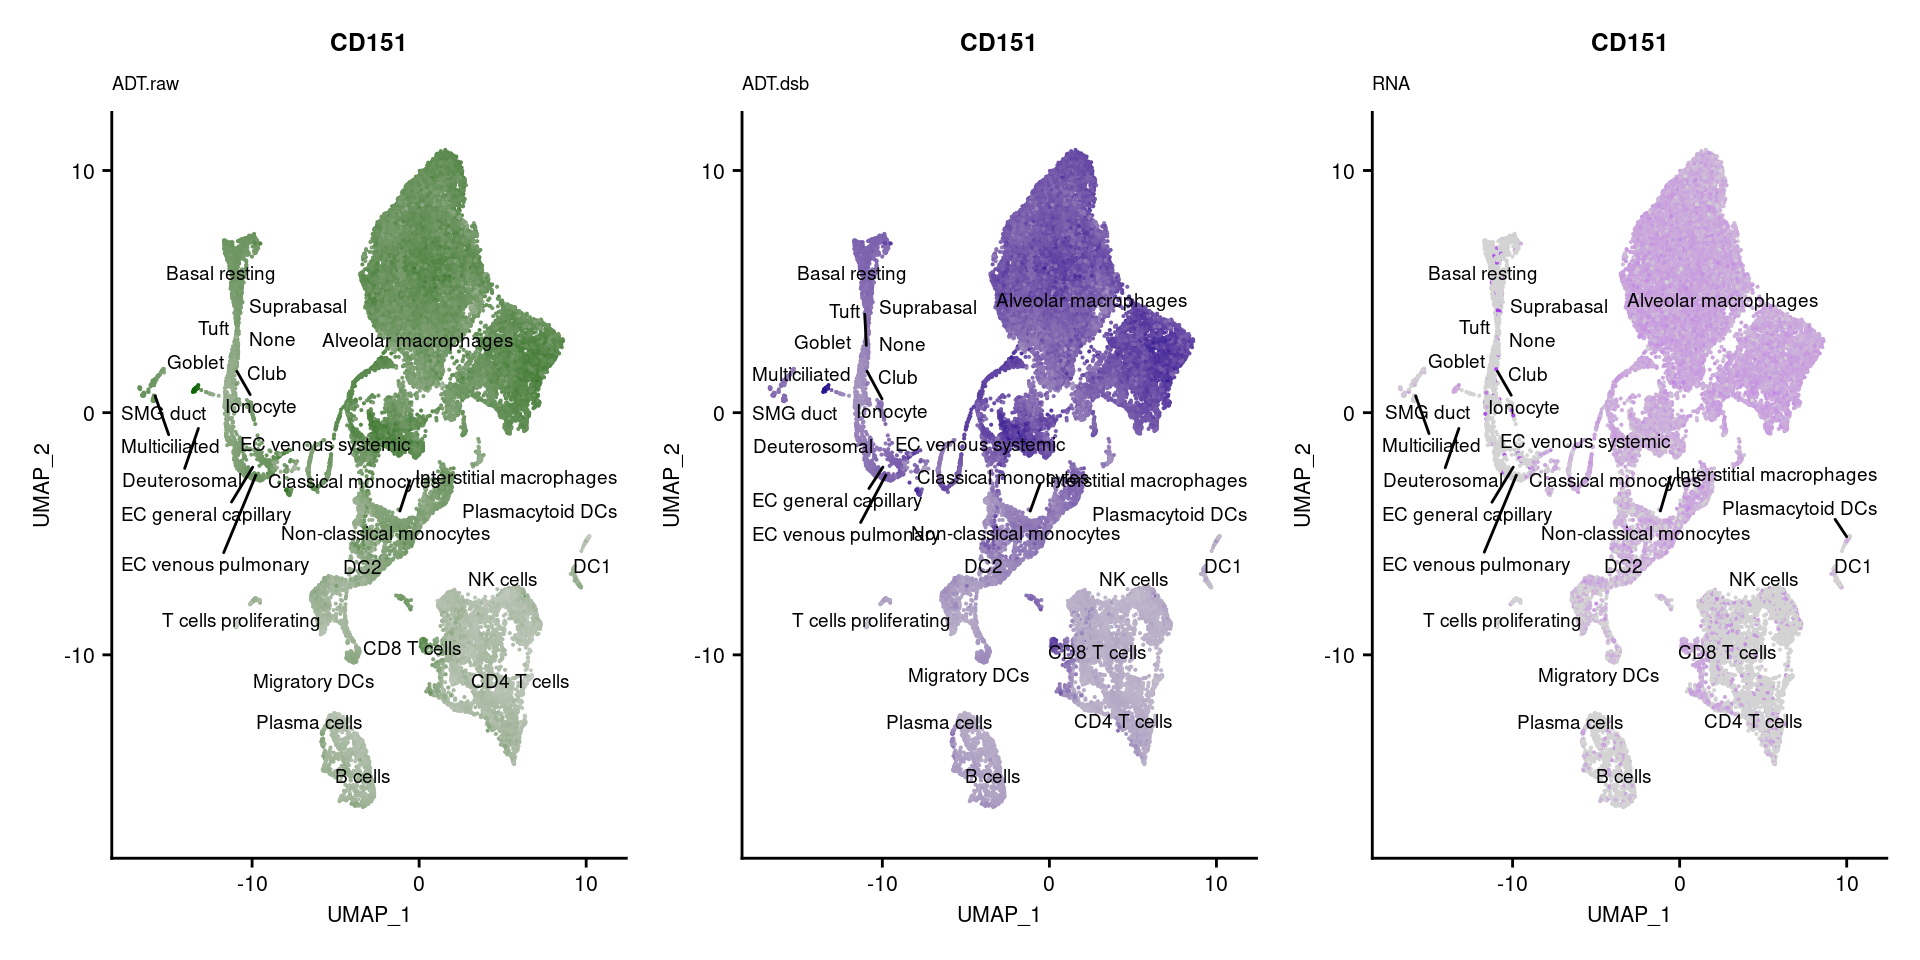 CD151
ADT.raw
10
0
-10
UMAP_2
Basal resting
Suprabasal
Tuft
None
Alveolar macrophages
Goblet
Club
Ionocyte
SMG duct
Multiciliated
EC venous systemic
Deuterosomal
Classical monocytes
Interstitial macrophages
EC general capillary
Plasmacytoid DCs
Non-classical monocytes
EC venous pulmonary
DC2
DC1
NK cells
T cells proliferating
CD8 T cells
Migratory DCs
CD4 T cells
Plasma cells
B cells
-10
0
10
UMAP_1
CD151
ADT.dsb
10
0
-10
UMAP_2
Basal resting
Alveolar macrophages
Tuft
Suprabasal
Goblet
None
Multiciliated
Club
SMG duct
Ionocyte
Deuterosomal
EC venous systemic
Classical monocytes
Interstitial macrophages
EC general capillary
Plasmacytoid DCs
EC venous pulmonary
Non-classical monocytes
DC2
DC1
NK cells
T cells proliferating
CD8 T cells
Migratory DCs
CD4 T cells
Plasma cells
B cells
-10
0
10
UMAP_1
CD151
RNA
10
0
-10
UMAP_2
Basal resting
Alveolar macrophages
Suprabasal
Tuft
None
Goblet
Club
Ionocyte
SMG duct
Multiciliated
EC venous systemic
Deuterosomal
Classical monocytes
Interstitial macrophages
EC general capillary
Plasmacytoid DCs
Non-classical monocytes
EC venous pulmonary
DC2
DC1
NK cells
T cells proliferating
CD8 T cells
Migratory DCs
CD4 T cells
Plasma cells
B cells
-10
0
10
UMAP_1